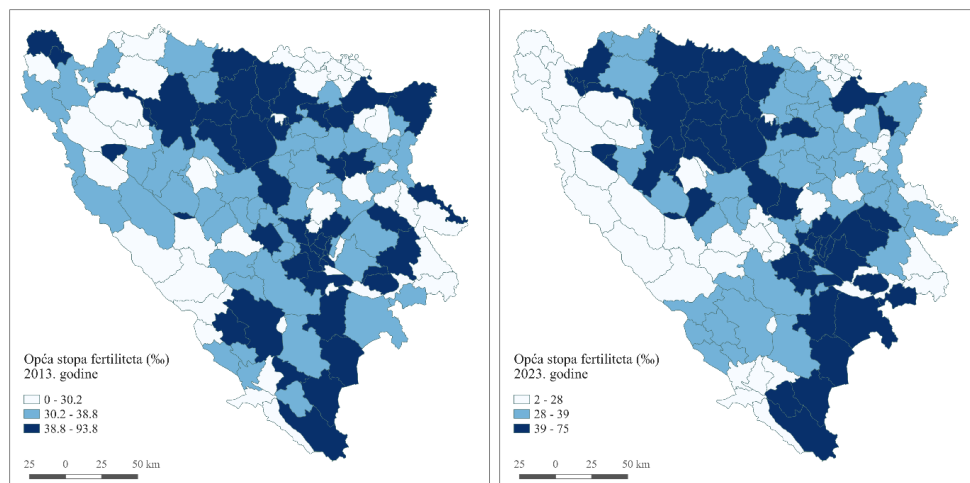 Opća stopa fertiliteta (‰)
2013. godine
0 - 30.2
30.2 - 38.8
38.8 - 93.8
25 0 25 50 km
Opća stopa fertiliteta (‰)
2023. godine
2 - 28
28 - 39
39 - 75
25 0 25 50 km